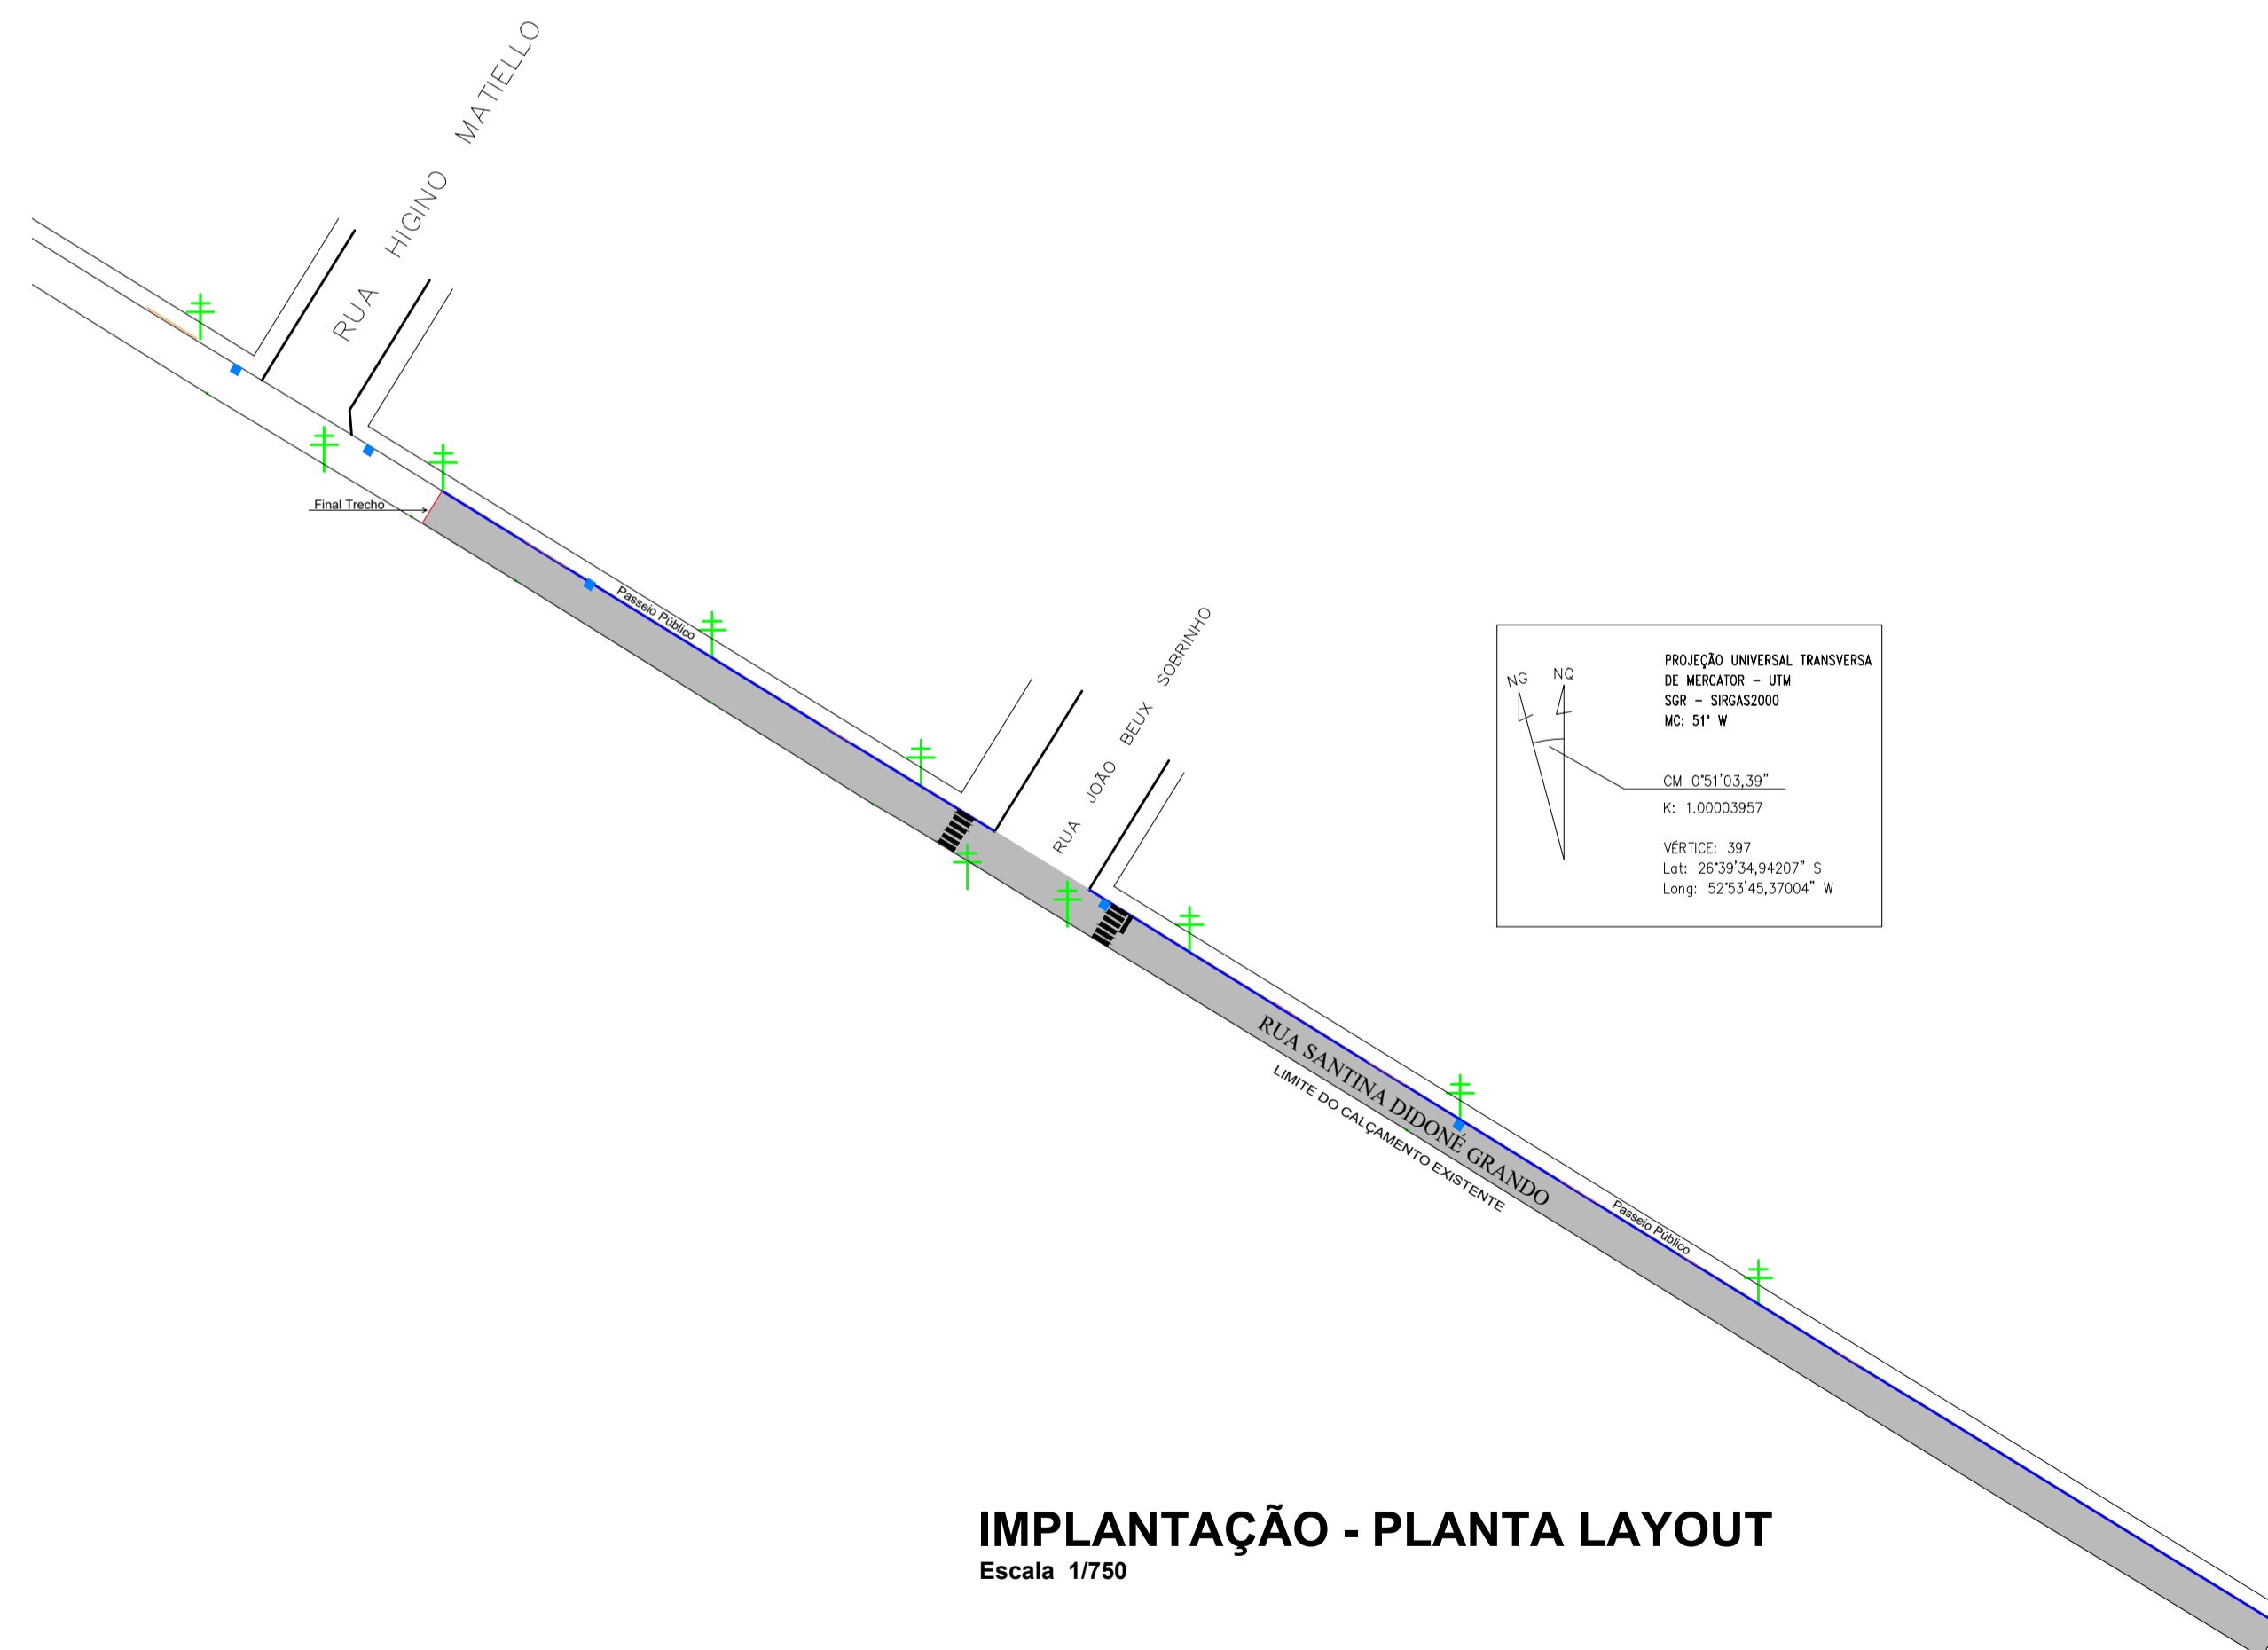 RUA HIGINO MATIELLO
Final Trecho
Passeio Público
RUA JOÃO BEUX SOBRINHO
NG
NQ
PROJEÇÃO UNIVERSAL TRANSVERSA
DE MERCATOR - UTM
SGR - SIRGAS2000
MC: 51° W
CM 0°51'03,39"
K: 1.00003957
VÉRTICE: 397
Lat: 26°39'34,94207" S
Long: 52°53'45,37004" W
RUA SANTINA DIDONÉ GRANDO
LIMITE DO CALÇAMENTO EXISTENTE
Passeio Público
IMPLANTAÇÃO - PLANTA LAYOUT
Escala 1/750